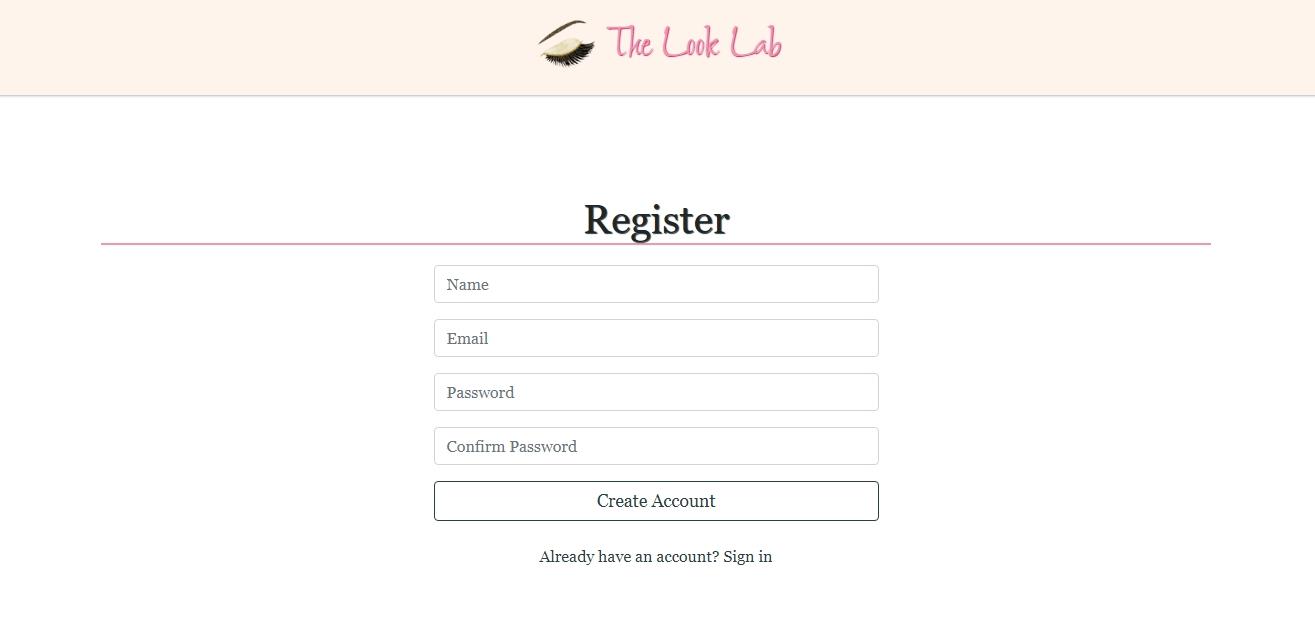 The Look Lab
Register
Name
Email
Password
Confirm Password
Create Account
Already have an account? Sign in